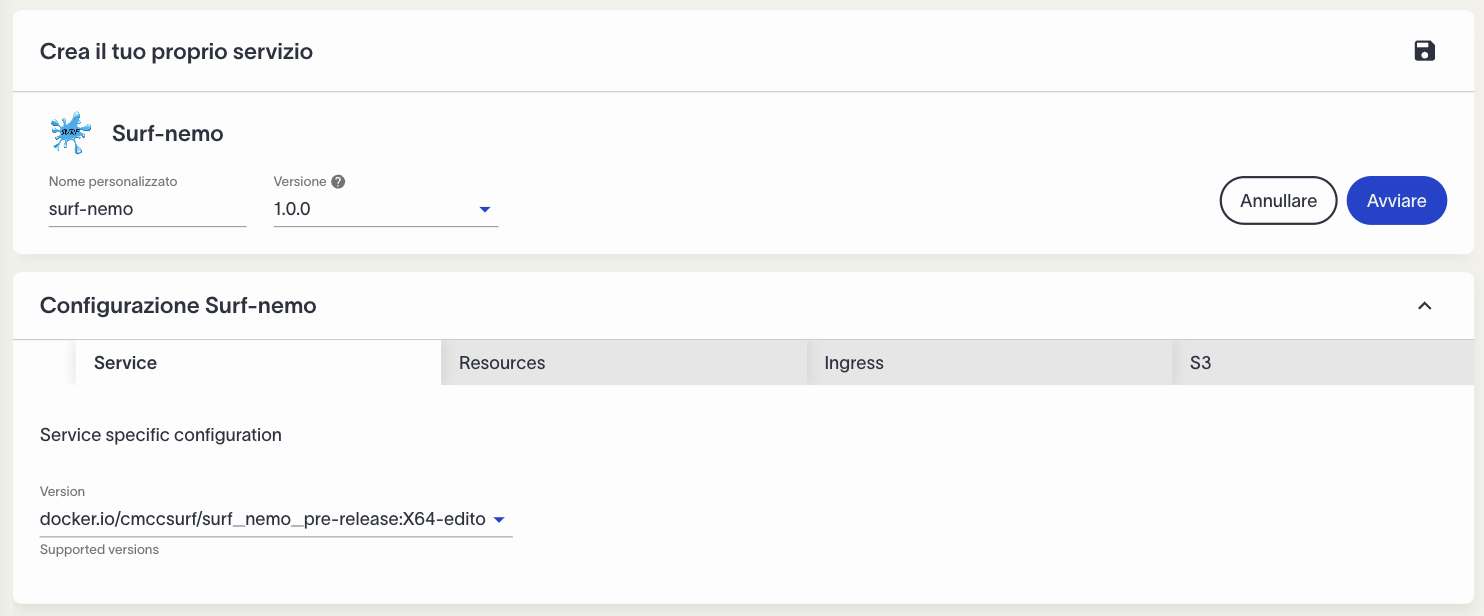 Crea il tuo proprio servizio
SURF
Surf-nemo
Nome personalizzato
Versione ?
surf-nemo
1.0.0
Annullare
Avviare
Configurazione Surf-nemo
Service
Resources
Ingress
S3
Service specific configuration
Version
docker.io/cmccsurf/surf_nemo_pre-release:X64-edito
Supported versions